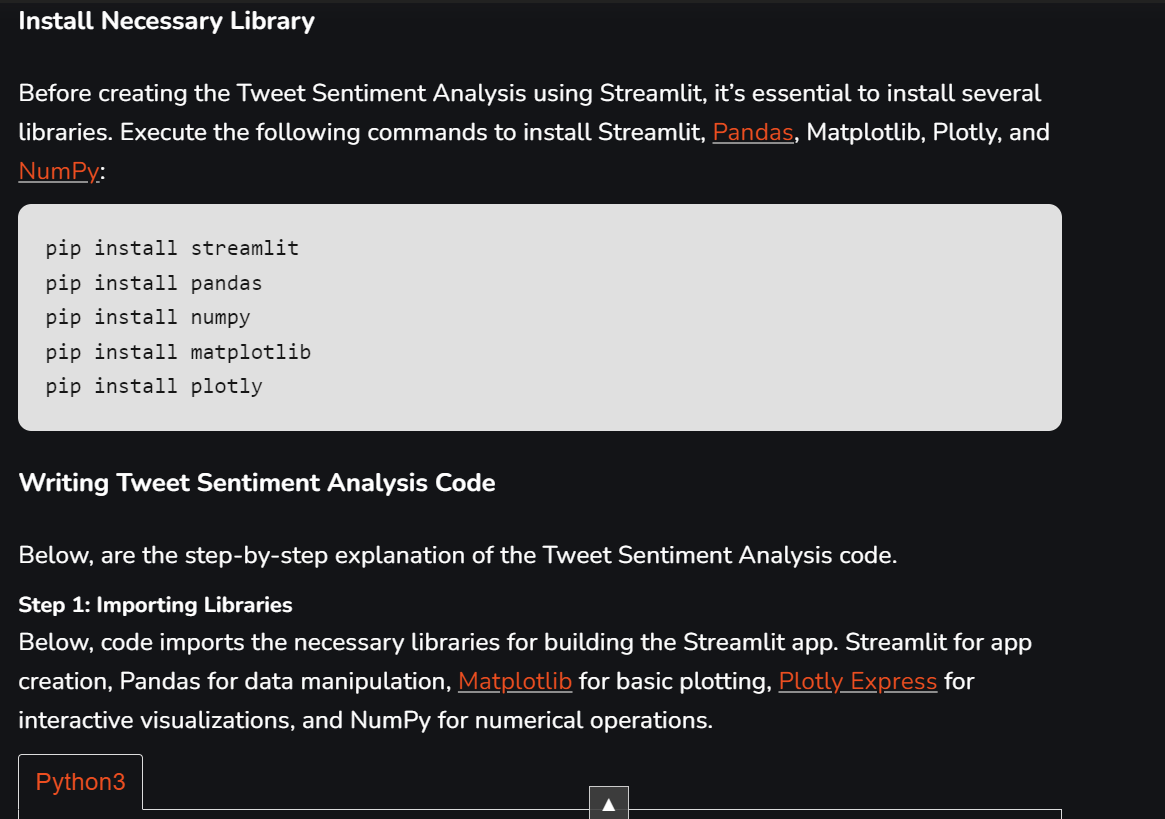 Install Necessary Library
Before creating the Tweet Sentiment Analysis using Streamlit, it’s essential to install several
libraries. Execute the following commands to install Streamlit, Pandas, Matplotlib, Plotly, and
NumPy:
pip install streamlit
pip install pandas
pip install numpy
pip install matplotlib
pip install plotly
Writing Tweet Sentiment Analysis Code
Below, are the step-by-step explanation of the Tweet Sentiment Analysis code.
Step 1: Importing Libraries
Below, code imports the necessary libraries for building the Streamlit app. Streamlit for app
creation, Pandas for data manipulation, Matplotlib for basic plotting, Plotly Express for
interactive visualizations, and NumPy for numerical operations.
Python3